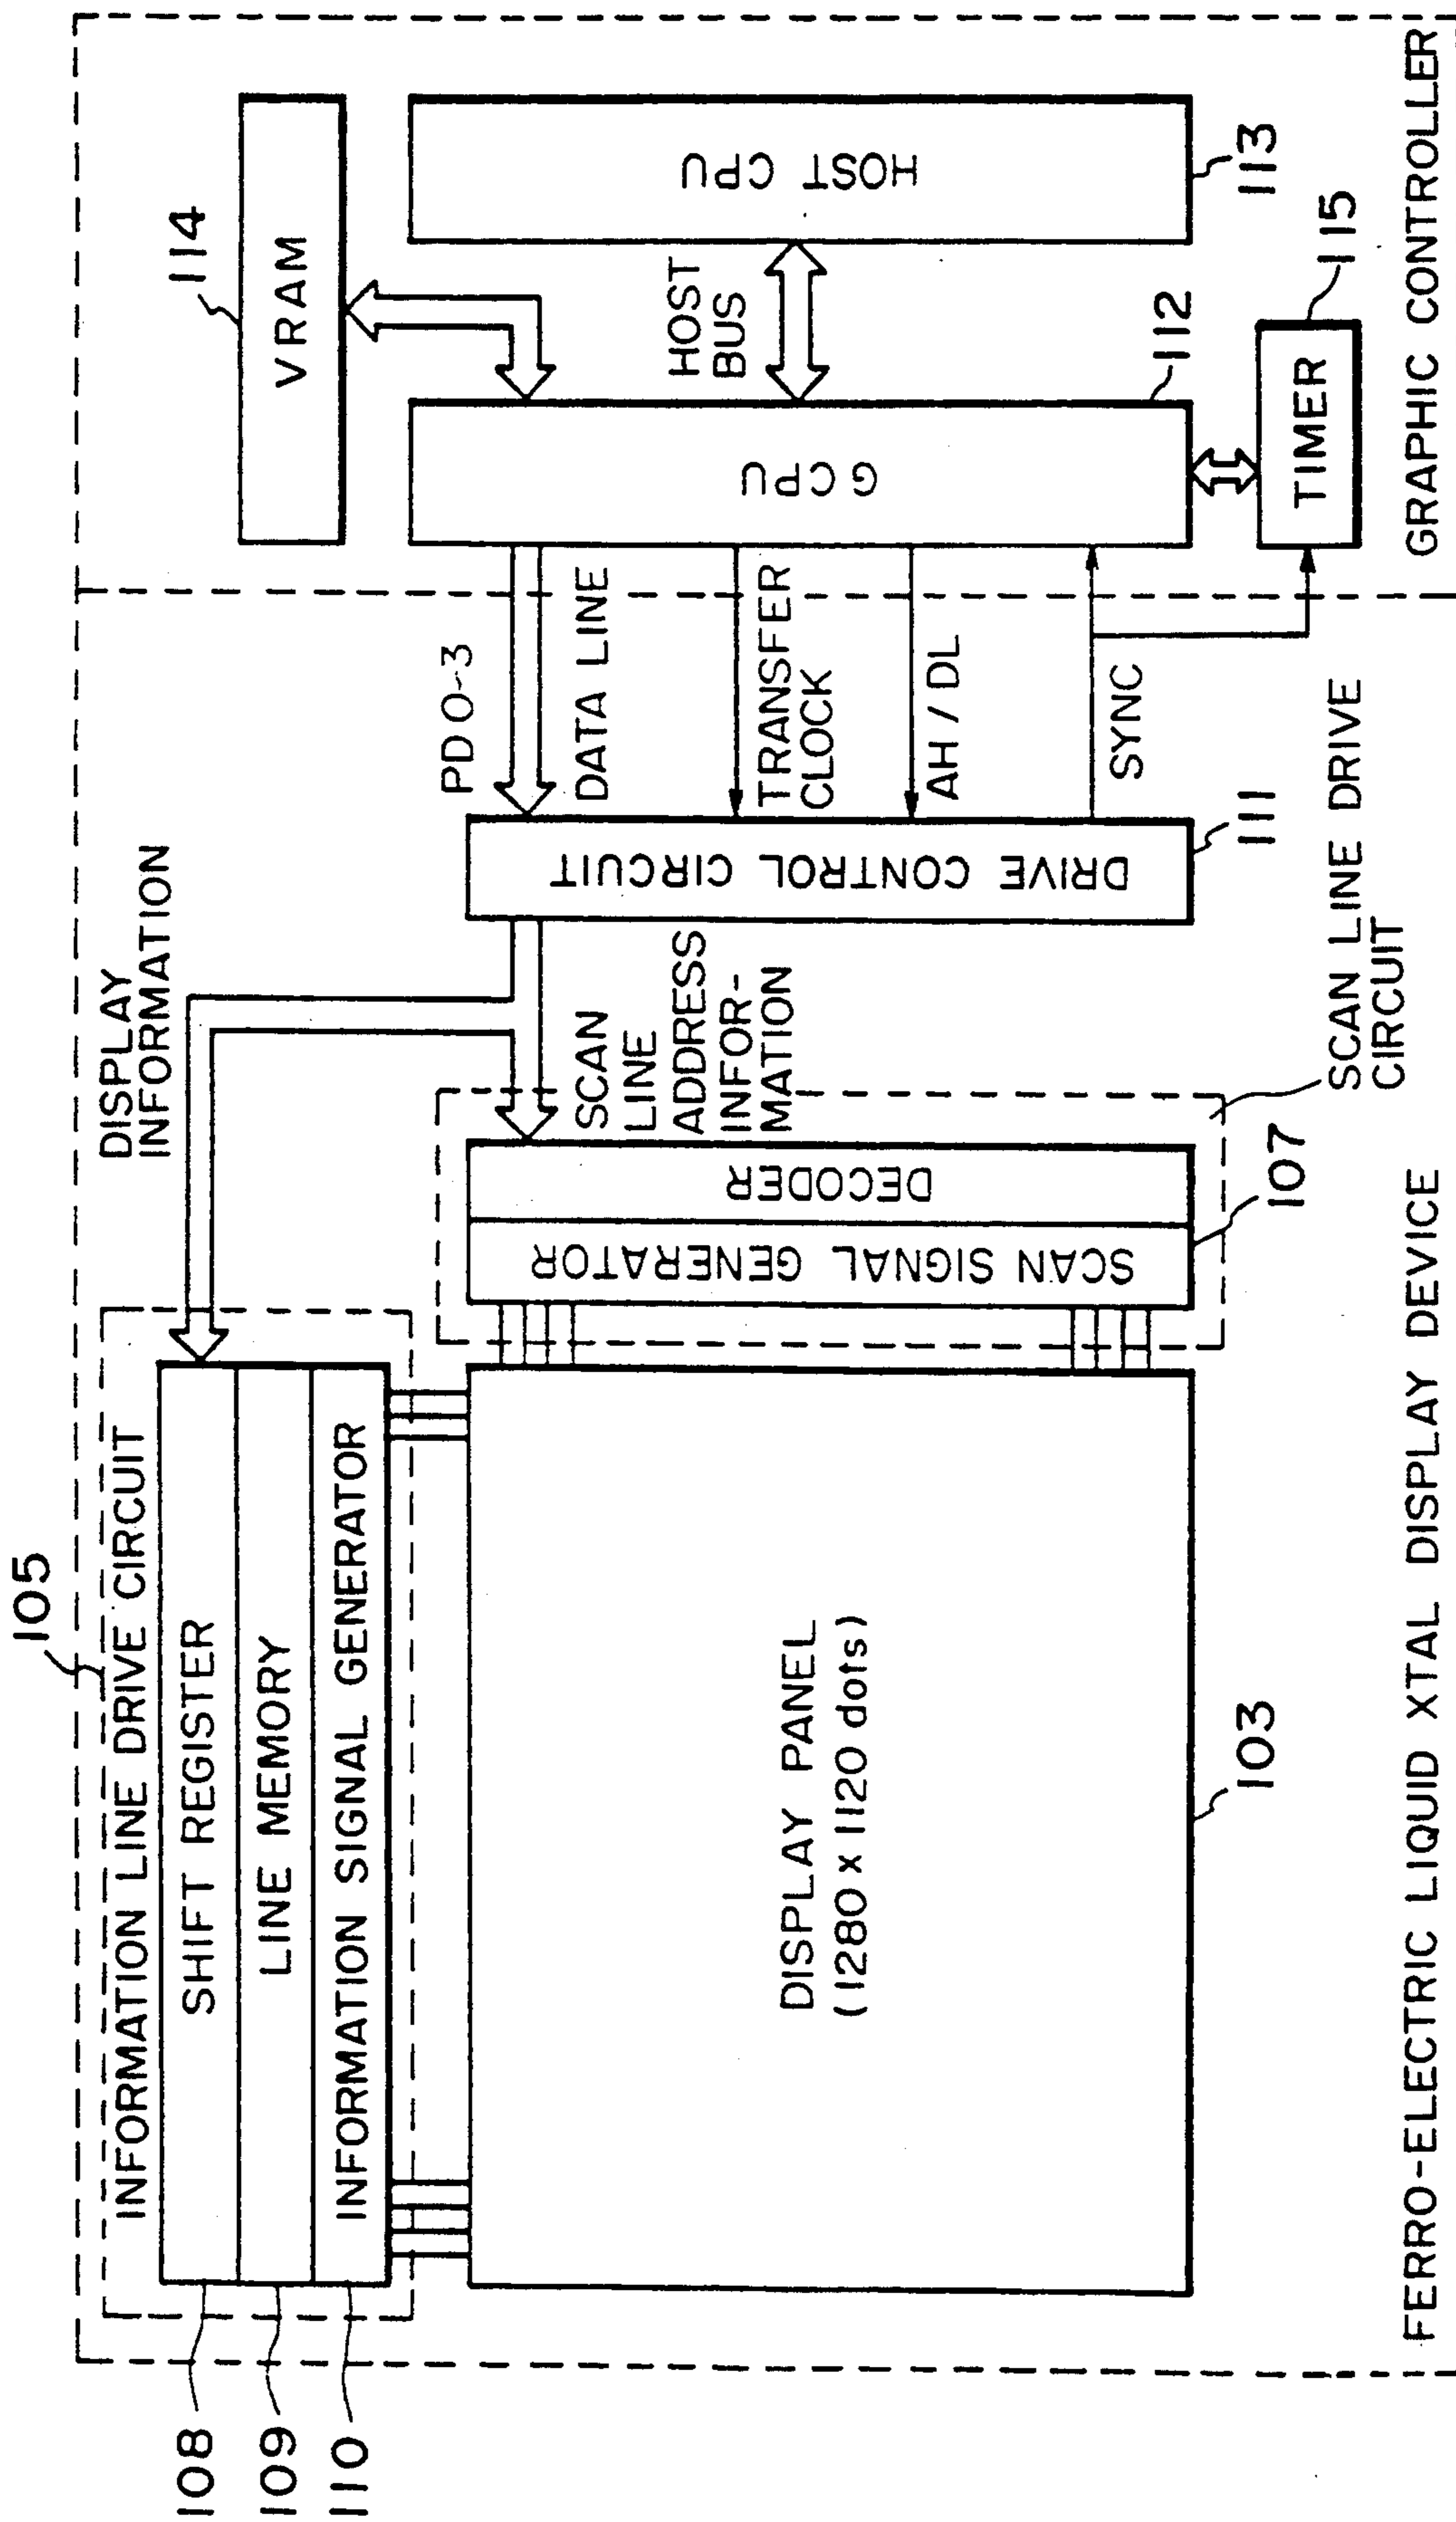 105
INFORMATION LINE DRIVE CIRCUIT
108
SHIFT REGISTER
109
LINE MEMORY
110
INFORMATION SIGNAL GENERATOR
DISPLAY PANEL
(1280 x 1120 dots)
103
DISPLAY
INFORMATION
SCAN SIGNAL GENERATOR
DECODER
107
SCAN LINE DRIVE
CIRCUIT
SCAN
LINE
ADDRESS
INFOR-
MATION
DRIVE CONTROL CIRCUIT
111
PD0-3
DATA LINE
TRANSFER
CLOCK
AH / DL
SYNC
114
VRAM
GCPU
112
HOST
BUS
HOST CPU
113
TIMER
115
FERRO-ELECTRIC LIQUID XTAL DISPLAY DEVICE
GRAPHIC CONTROLLER